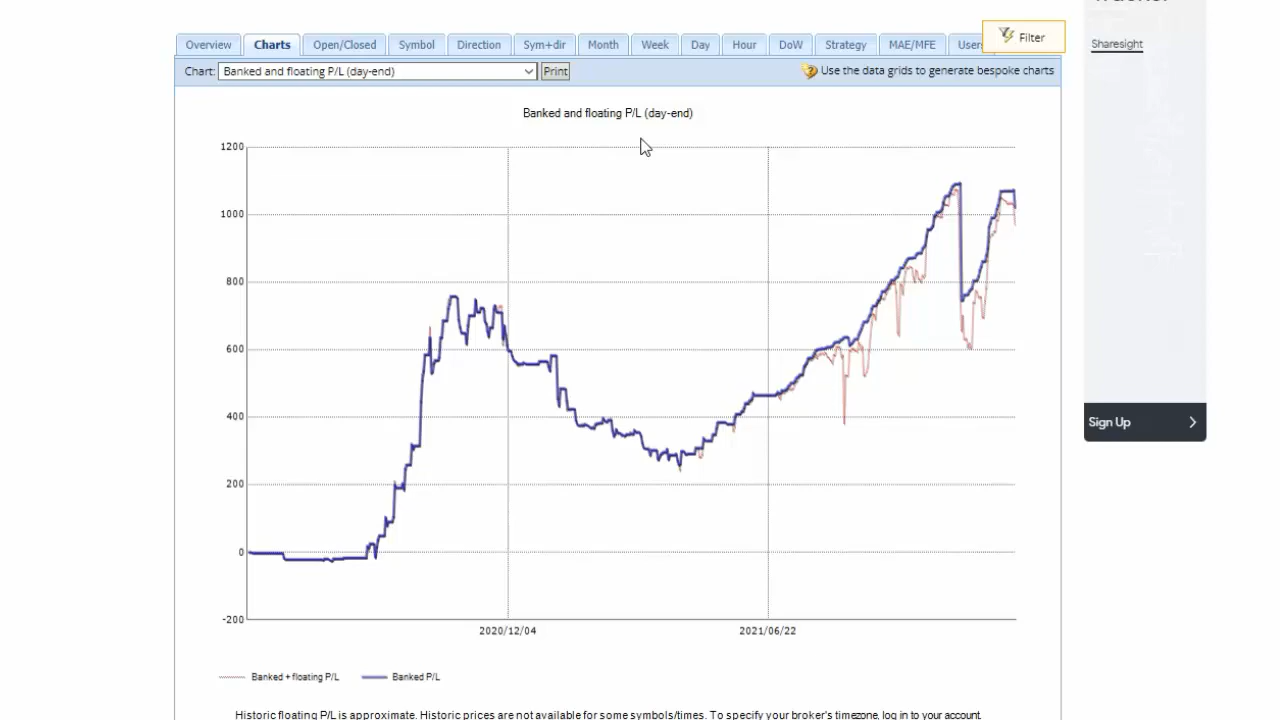 Tracker
Sharesight
Overview Charts Open/Closed Symbol Direction Sym+dir Month Week Day Hour DoW Strategy MAE/MFE User Filter
Chart: Banked and floating P/L (day-end) Print Use the data grids to generate bespoke charts
Banked and floating P/L (day-end)
1200
1000
800
600
400
200
0
-200
2020/12/04 2021/06/22
Banked + floating P/L Banked P/L
Sign Up
Historic floating P/L is approximate. Historic prices are not available for some symbols/times. To specify your broker's timezone, log in to your account.